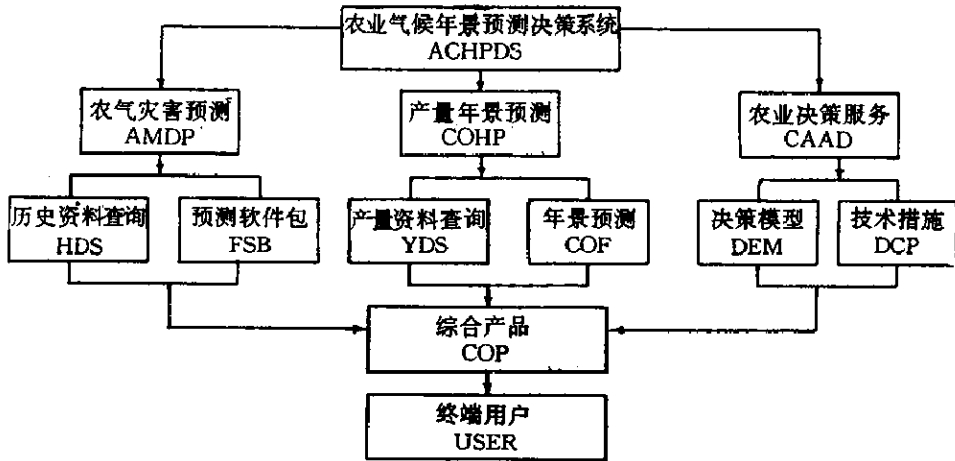 农业气候年景预测决策系统
ACHPDS
农气灾害预测
AMDP
产量年景预测
COHP
农业决策服务
CAAD
历史资料查询
HDS
预测软件包
FSB
产量资料查询
YDS
年景预测
COF
决策模型
DEM
技术措施
DCP
综合产品
COP
终端用户
USER